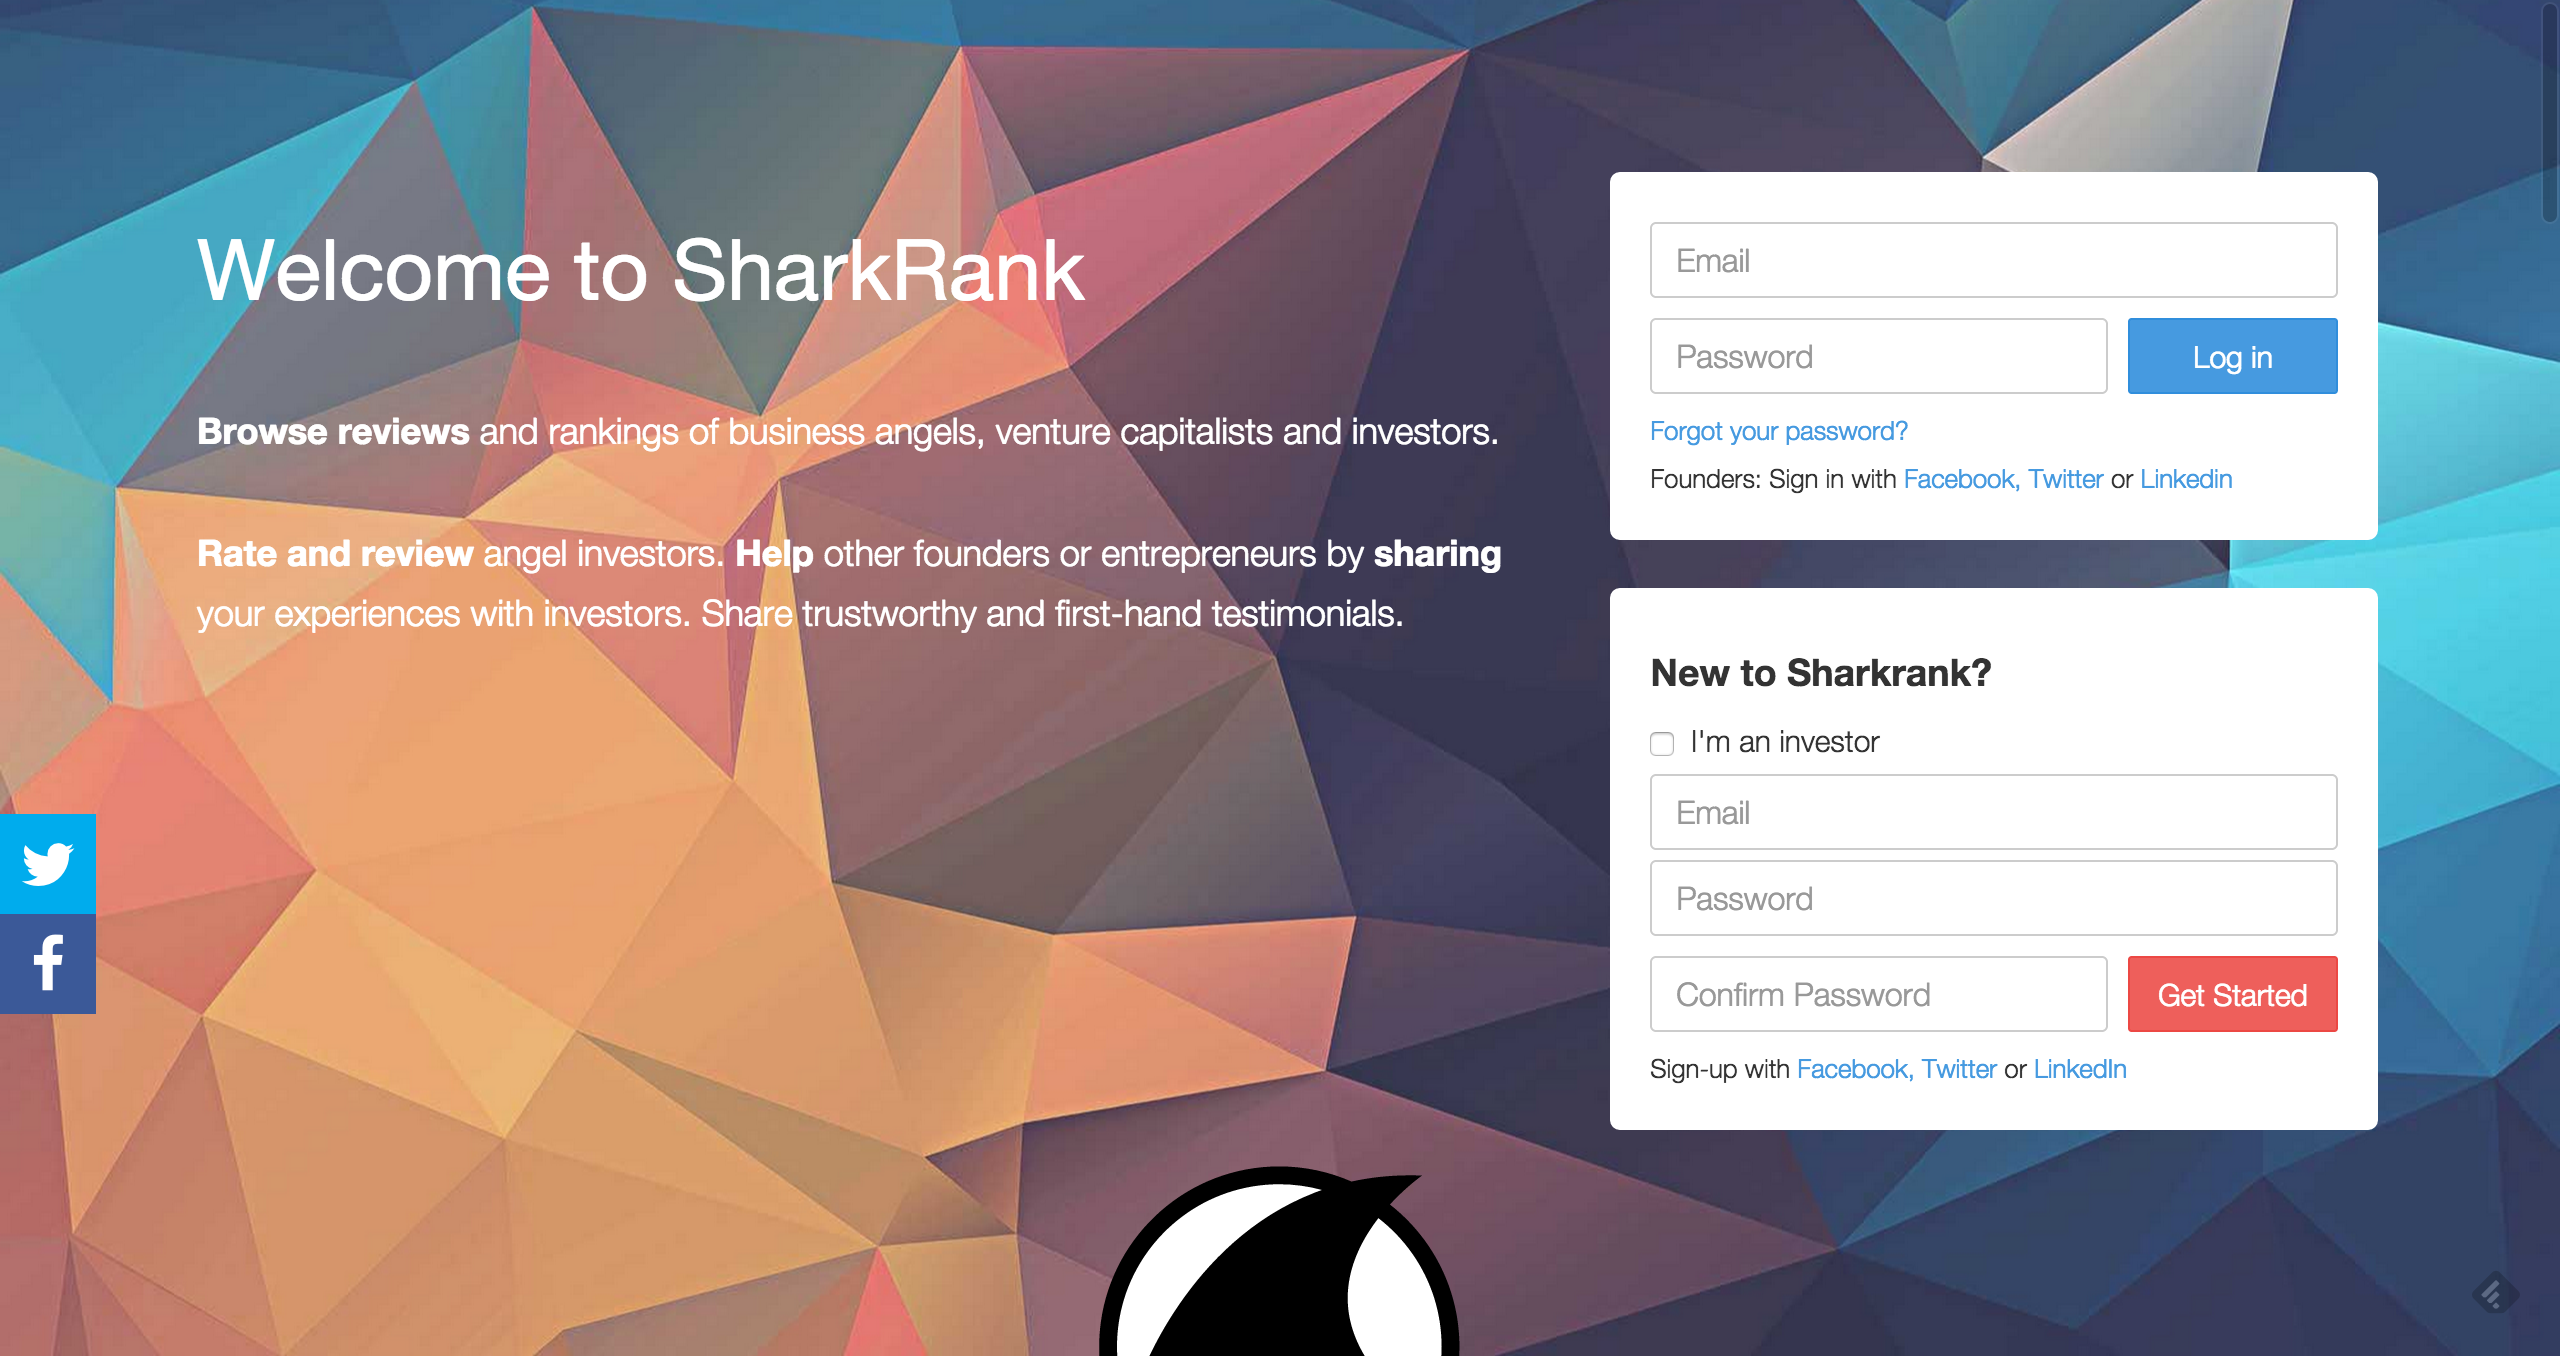 Welcome to SharkRank
Browse reviews and rankings of business angels, venture capitalists and investors.
Rate and review angel investors. Help other founders or entrepreneurs by sharing
your experiences with investors. Share trustworthy and first-hand testimonials.
Email
Password
Log in
Forgot your password?
Founders: Sign in with Facebook, Twitter or Linkedin
New to Sharkrank?
I'm an investor
Email
Password
Confirm Password
Get Started
Sign-up with Facebook, Twitter or LinkedIn